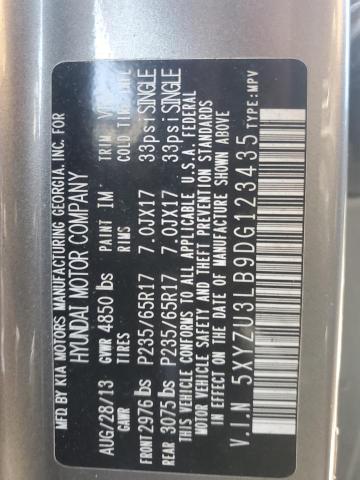 MFD. BY KIA MOTORS MANUFACTURING GEORGIA, INC. FOR
HYUNDAI MOTOR COMPANY
AUG/28/13 GVWR 4850 lbs PAINT IM TRIM
GAWR TIRES RIMS COLD TIRE
FRONT 2976 lbs P235/65R17 7.0JX17 33psi SINGLE
REAR 3075 lbs P235/65R17 7.0JX17 33psi SINGLE
THIS VEHICLE CONFORMS TO ALL APPLICABLE U.S.A. FEDERAL
MOTOR VEHICLE SAFETY AND THEFT PREVENTION STANDARDS
IN EFFECT ON THE DATE OF MANUFACTURE SHOWN ABOVE.
V.I.N 5XYZU3LB9DG123435 TYPE:MPV